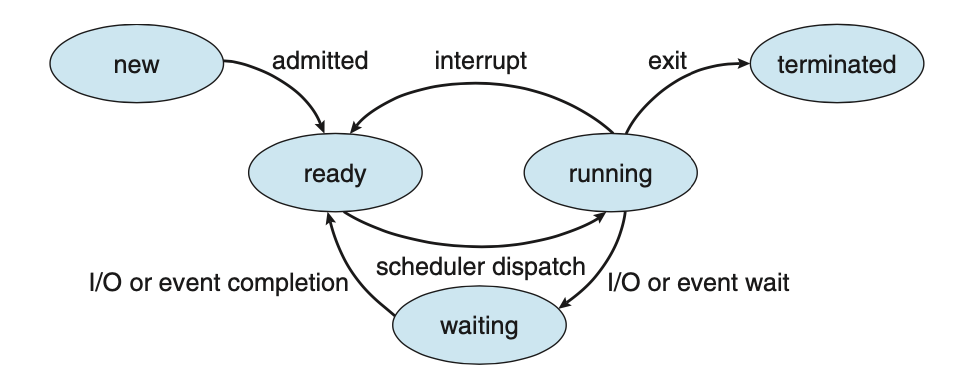 new
admitted
interrupt
exit
terminated
ready
running
I/O or event completion
scheduler dispatch
I/O or event wait
waiting